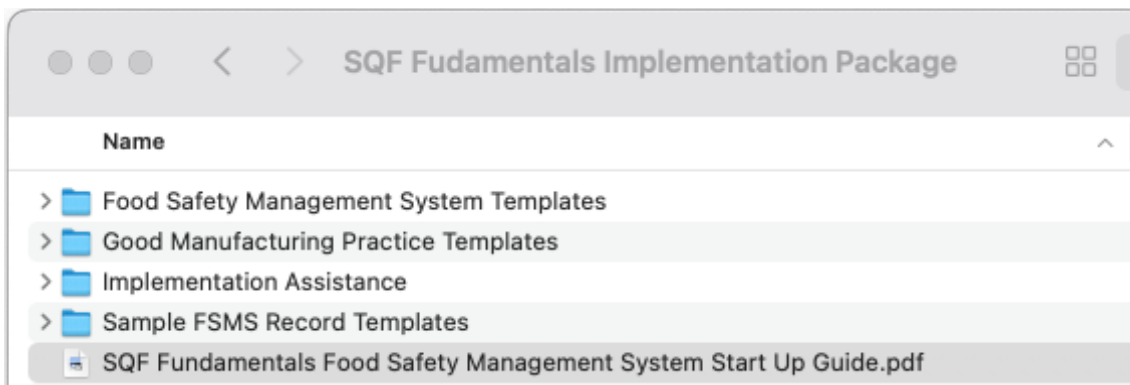 SQF Fudamentals Implementation Package
Name
Food Safety Management System Templates
Good Manufacturing Practice Templates
Implementation Assistance
Sample FSMS Record Templates
SQF Fundamentals Food Safety Management System Start Up Guide.pdf